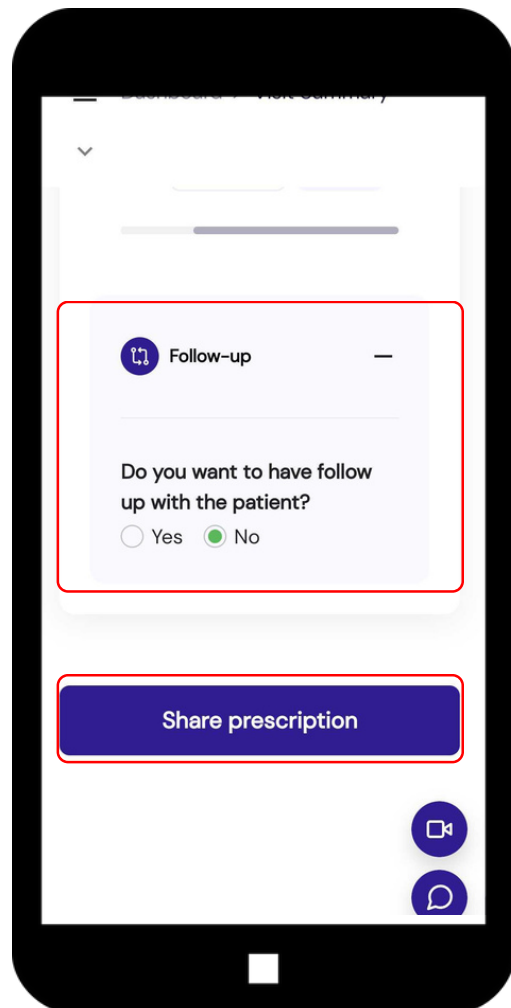 Follow-up
Do you want to have follow
up with the patient?
Yes No
Share prescription